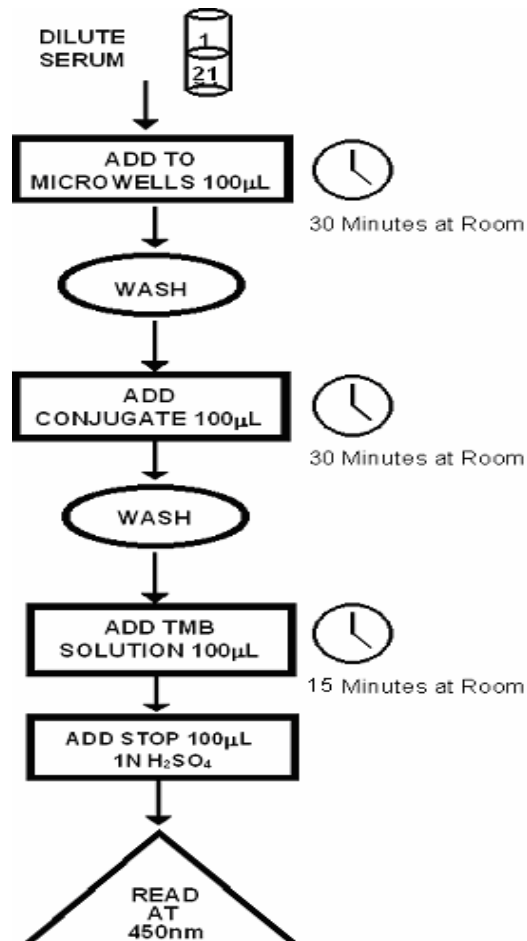 DILUTE
SERUM
1
21
ADD TO
MICROWELLS 100µL
30 Minutes at Room
WASH
ADD
CONJUGATE 100µL
30 Minutes at Room
WASH
ADD TMB
SOLUTION 100µL
15 Minutes at Room
ADD STOP 100µL
1N H₂SO₄
READ
AT
450nm